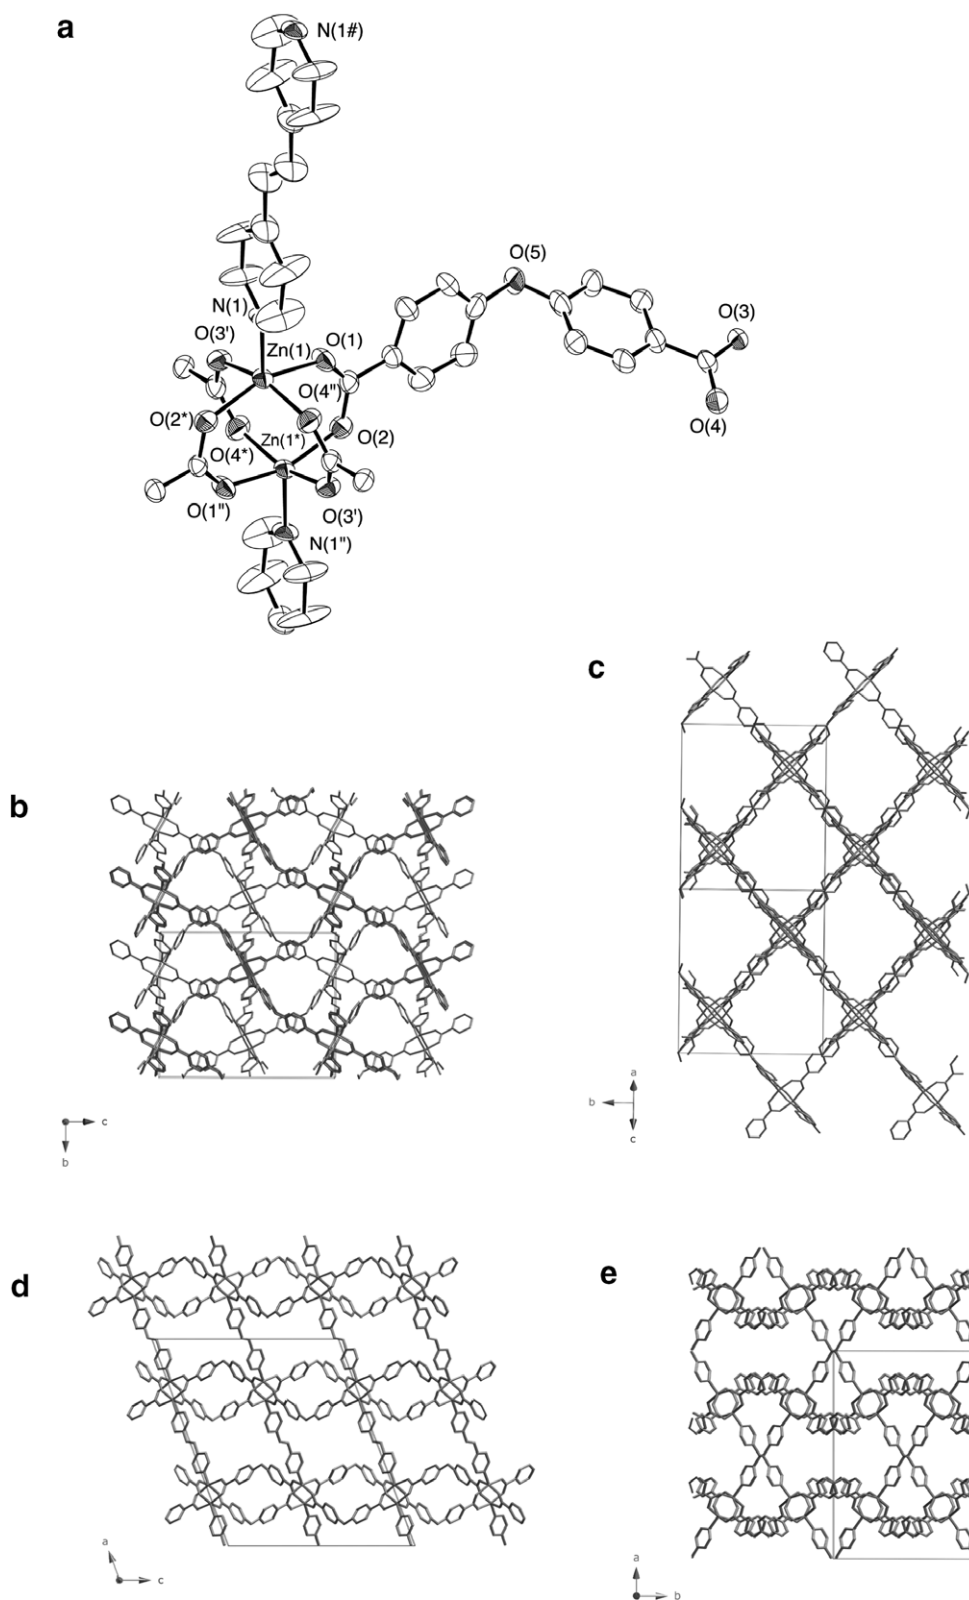 a
N(1#)
O(5)
N(1)
O(3)
O(3')
Zn(1)
O(1)
O(4'')
O(4)
O(2*)
Zn(1*)
O(2)
O(4*)
O(1'')
O(3')
N(1'')
c
b
a
b
c
c
b
d
e
a
a
c
b